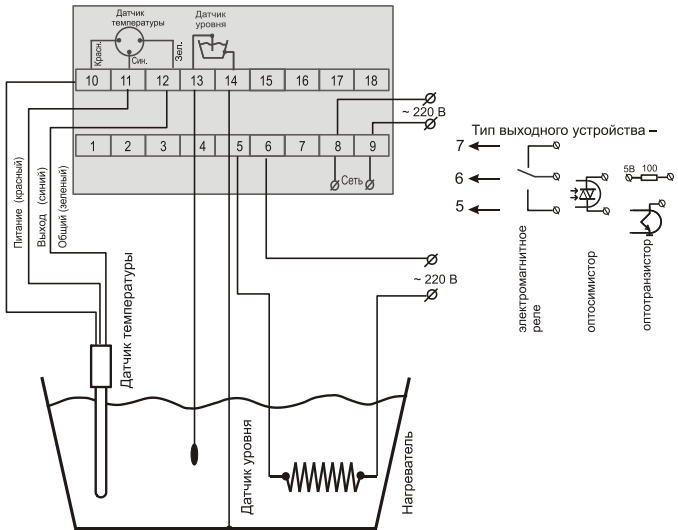 Датчик
температуры
Датчик
уровня
Красн.
Син.
Зел.
10 11 12 13 14 15 16 17 18
1 2 3 4 5 6 7 8 9
Сеть
~ 220 В
Тип выходного устройства –
7
6
5
5В 100
электромагнитное
реле
оптосимистор
оптотранзистор
Питание (красный)
Выход (синий)
Общий (зеленый)
~ 220 В
Датчик температуры
Датчик уровня
Нагреватель